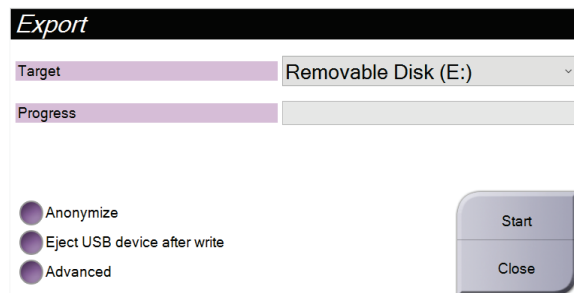 Export
Target
Removable Disk (E:)
Progress
Anonymize
Eject USB device after write
Advanced
Start
Close